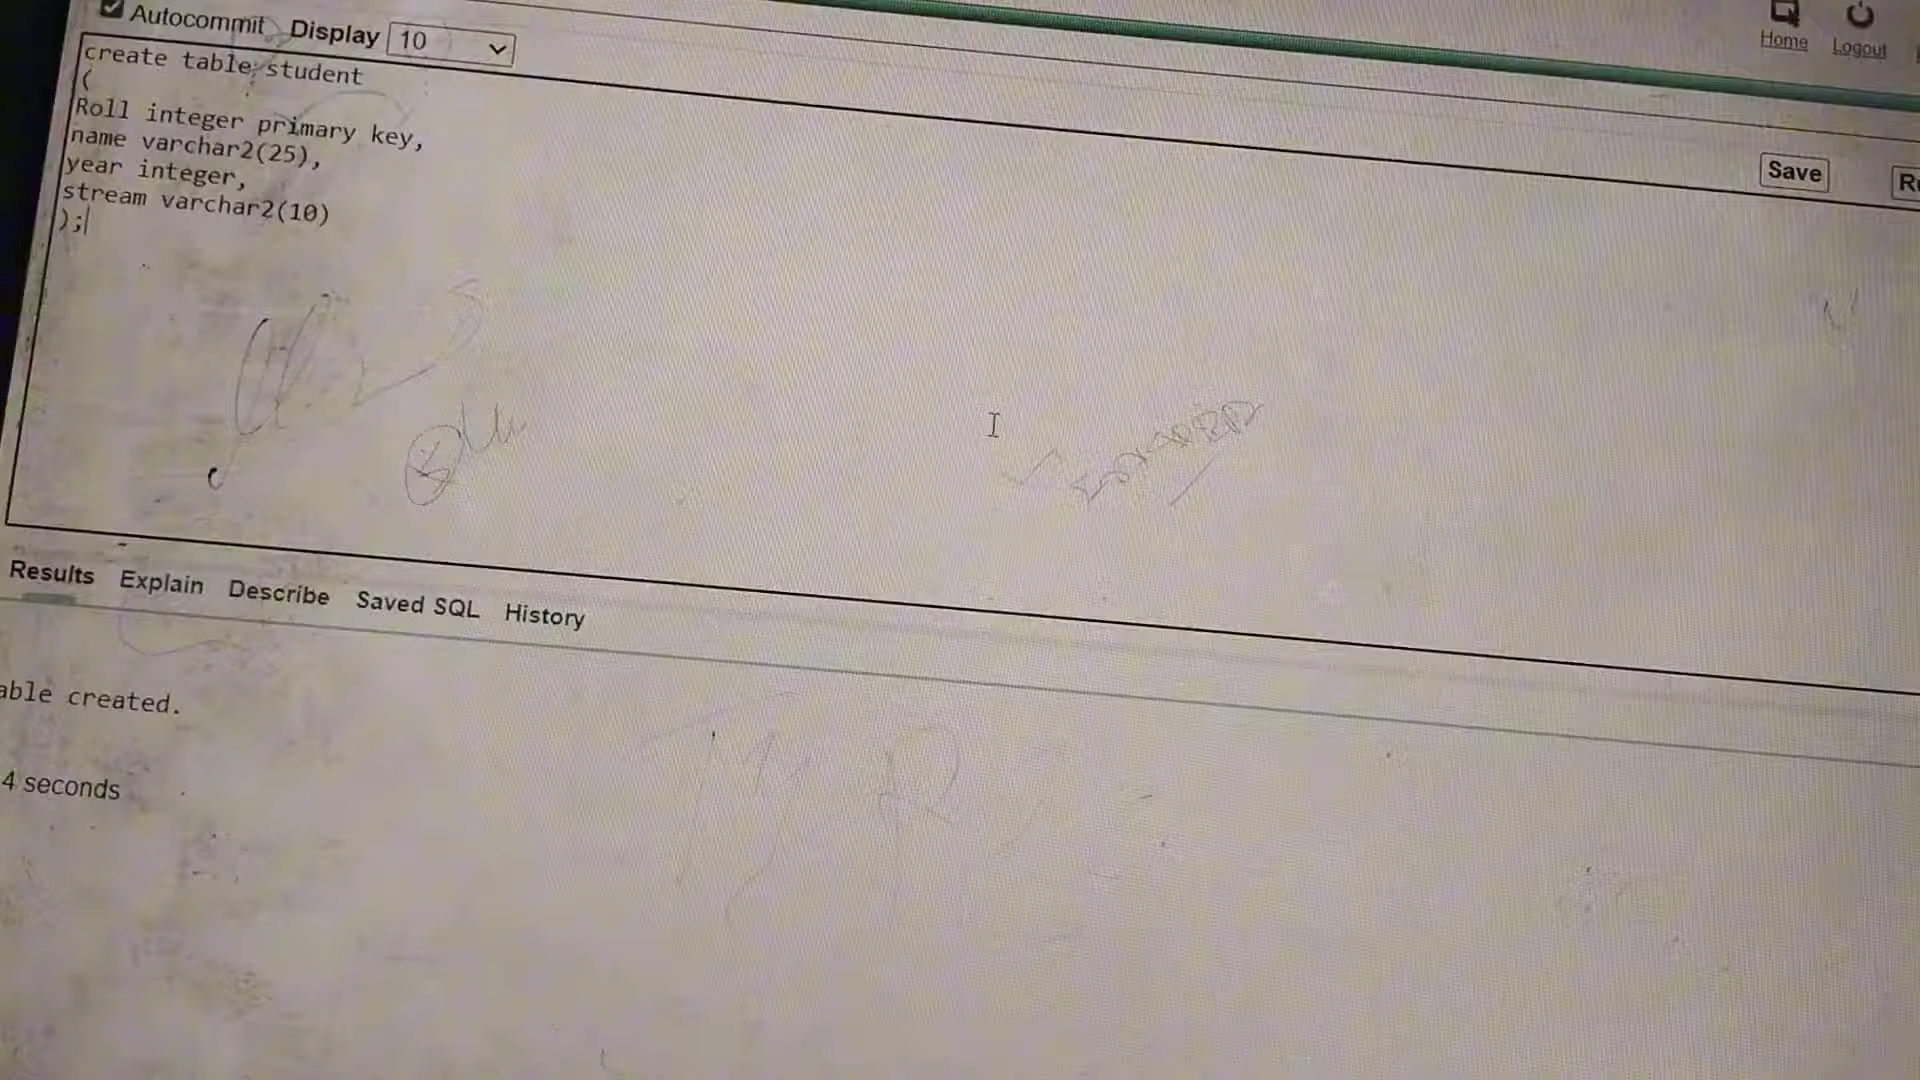 Autocommit Display 10
Home Logout
create table student
(
Roll integer primary key,
name varchar2(25),
year integer,
stream varchar2(10)
);
Save
Results Explain Describe Saved SQL History
able created.
4 seconds